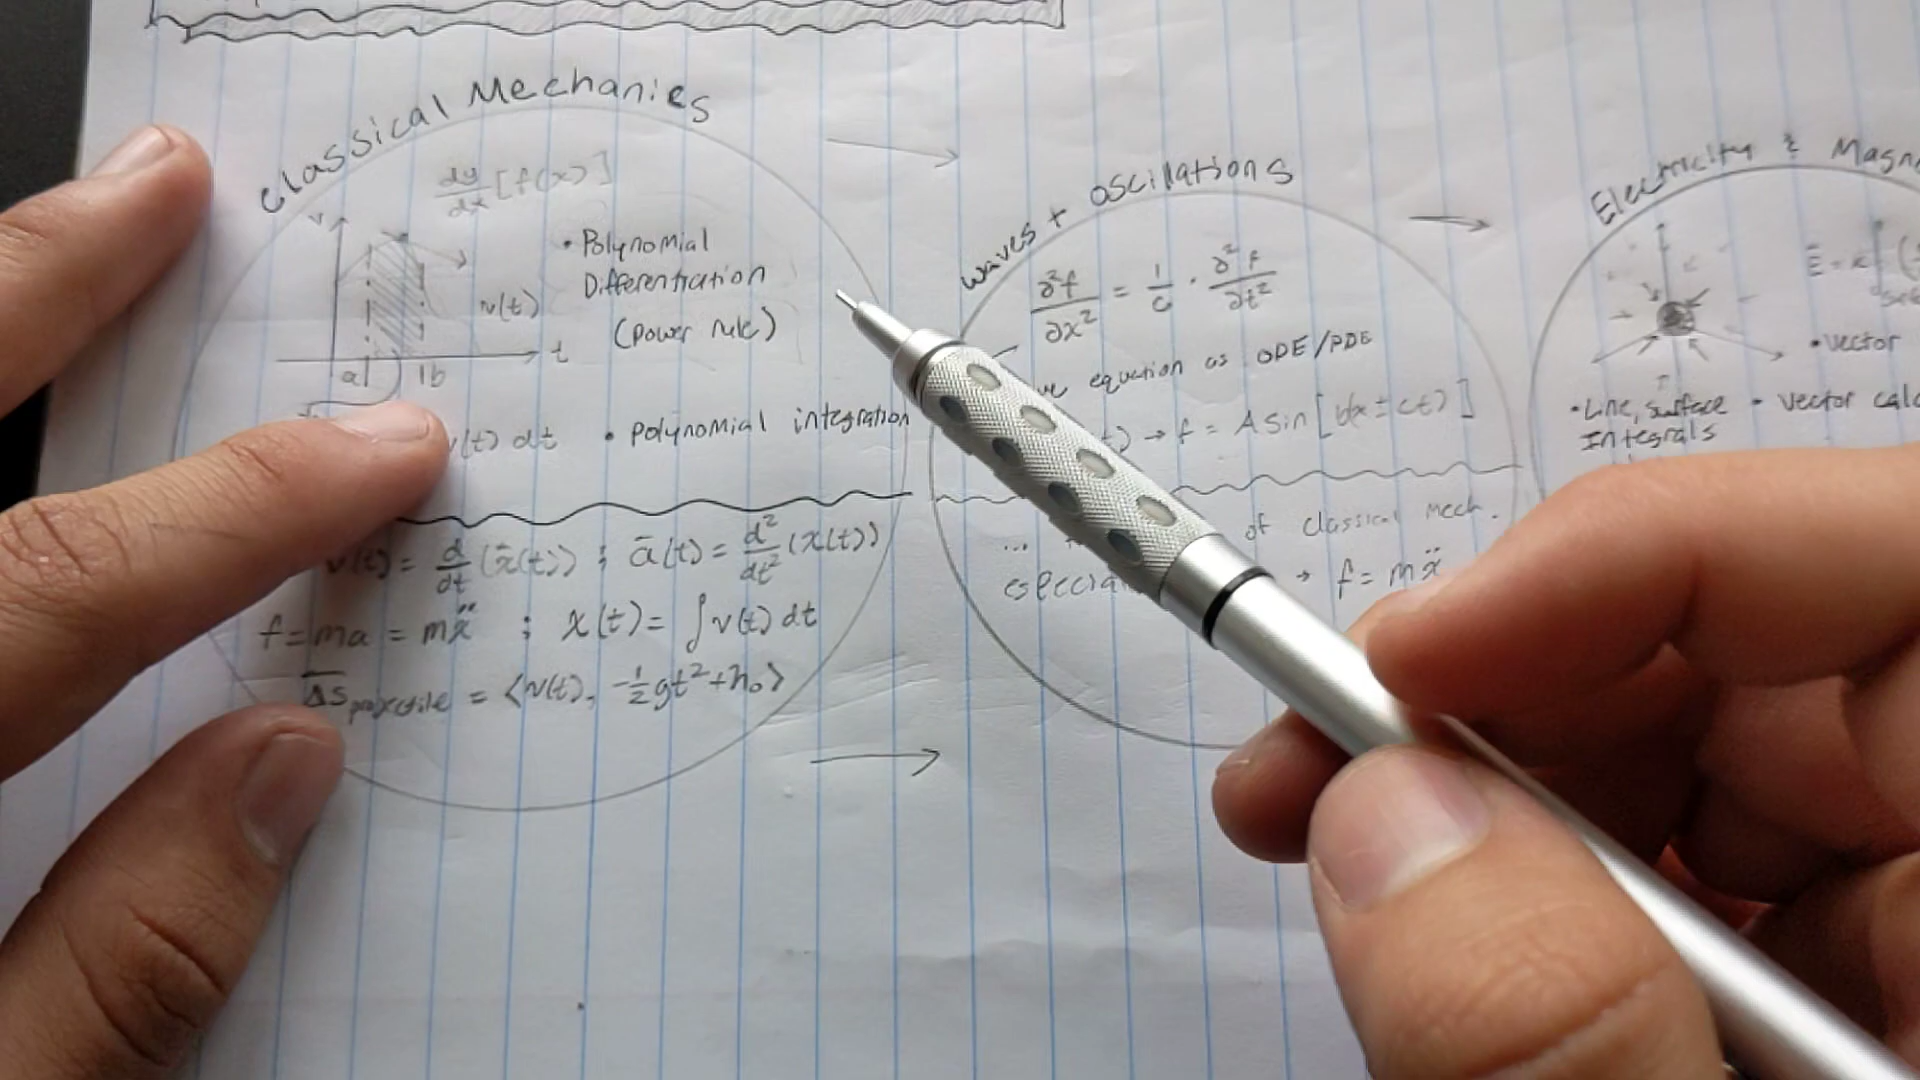 Classical Mechanics
dy/dx [f(x)]
v
• Polynomial
Differentiation
(power rule)
v(t)
t
a
b
v(t) dt • polynomial integration
v(t) = d/dt (x̄(t)) ; ā(t) = d²/dt² (x(t))
f = ma = mẍ ; x(t) = ∫ v(t) dt
Δs projectile = ⟨v(t), -½gt² + h₀⟩
waves + oscillations
∂²f/∂x² = 1/c · ∂²f/∂t²
equation as ODE/PDE
t) → f = A sin [b(x ± ct)]
... of classical mech.
→ f = mẍ
Electricity & Magn
E = k
• vector
• Line, surface
Integrals
• vector calc